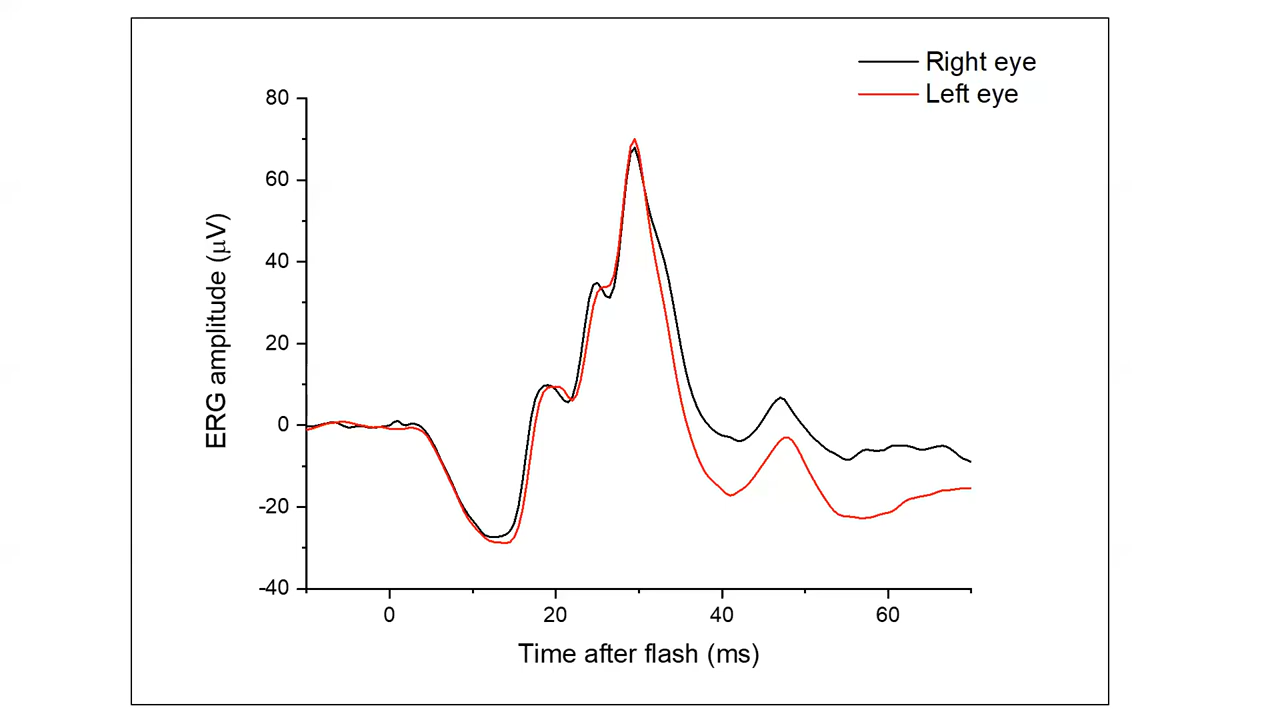 Right eye
Left eye
80
60
40
20
0
-20
-40
ERG amplitude (μV)
0 20 40 60
Time after flash (ms)